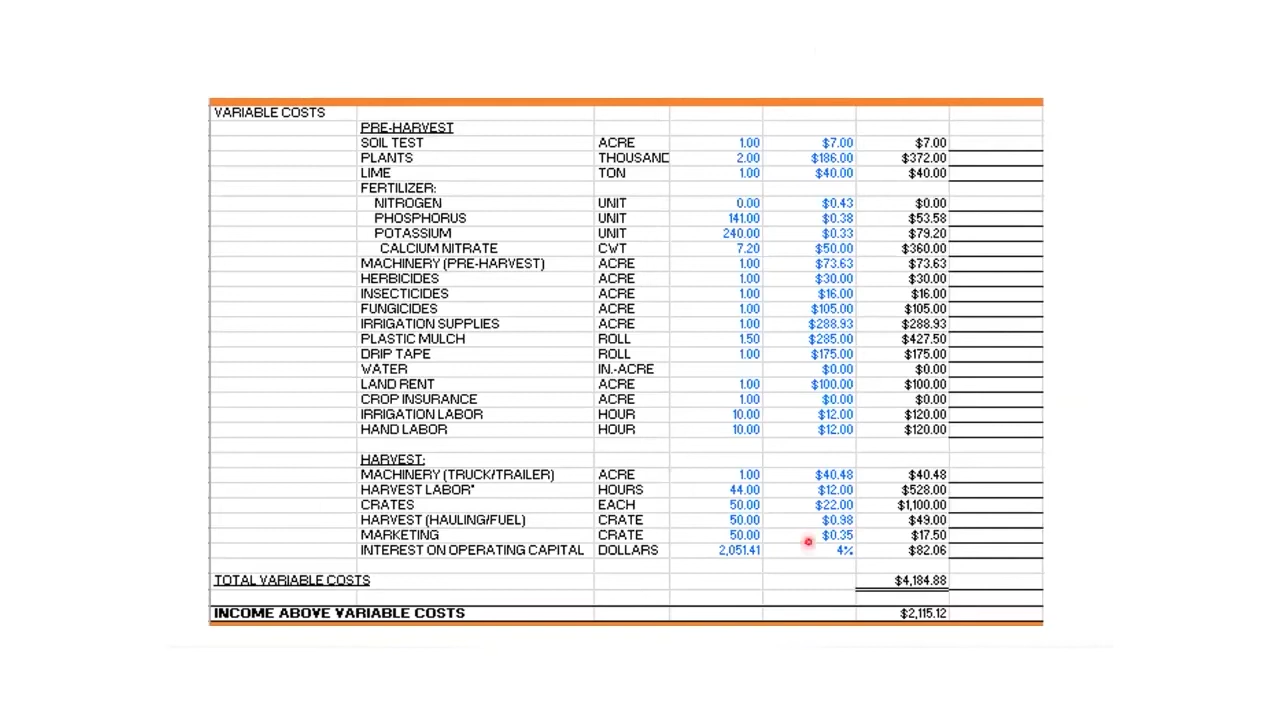 VARIABLE COSTS
PRE-HARVEST
SOIL TEST ACRE 1.00 $7.00 $7.00
PLANTS THOUSAND 2.00 $186.00 $372.00
LIME TON 1.00 $40.00 $40.00
FERTILIZER:
NITROGEN UNIT 0.00 $0.43 $0.00
PHOSPHORUS UNIT 141.00 $0.38 $53.58
POTASSIUM UNIT 240.00 $0.33 $79.20
CALCIUM NITRATE CWT 7.20 $50.00 $360.00
MACHINERY (PRE-HARVEST) ACRE 1.00 $73.63 $73.63
HERBICIDES ACRE 1.00 $30.00 $30.00
INSECTICIDES ACRE 1.00 $16.00 $16.00
FUNGICIDES ACRE 1.00 $105.00 $105.00
IRRIGATION SUPPLIES ACRE 1.00 $288.93 $288.93
PLASTIC MULCH ROLL 1.50 $285.00 $427.50
DRIP TAPE ROLL 1.00 $175.00 $175.00
WATER IN.-ACRE $0.00 $0.00
LAND RENT ACRE 1.00 $100.00 $100.00
CROP INSURANCE ACRE 1.00 $0.00 $0.00
IRRIGATION LABOR HOUR 10.00 $12.00 $120.00
HAND LABOR HOUR 10.00 $12.00 $120.00
HARVEST:
MACHINERY (TRUCK/TRAILER) ACRE 1.00 $40.48 $40.48
HARVEST LABOR* HOURS 44.00 $12.00 $528.00
CRATES EACH 50.00 $22.00 $1,100.00
HARVEST (HAULING/FUEL) CRATE 50.00 $0.98 $49.00
MARKETING CRATE 50.00 $0.35 $17.50
INTEREST ON OPERATING CAPITAL DOLLARS 2,051.41 4% $82.06
TOTAL VARIABLE COSTS $4,184.88
INCOME ABOVE VARIABLE COSTS $2,115.12